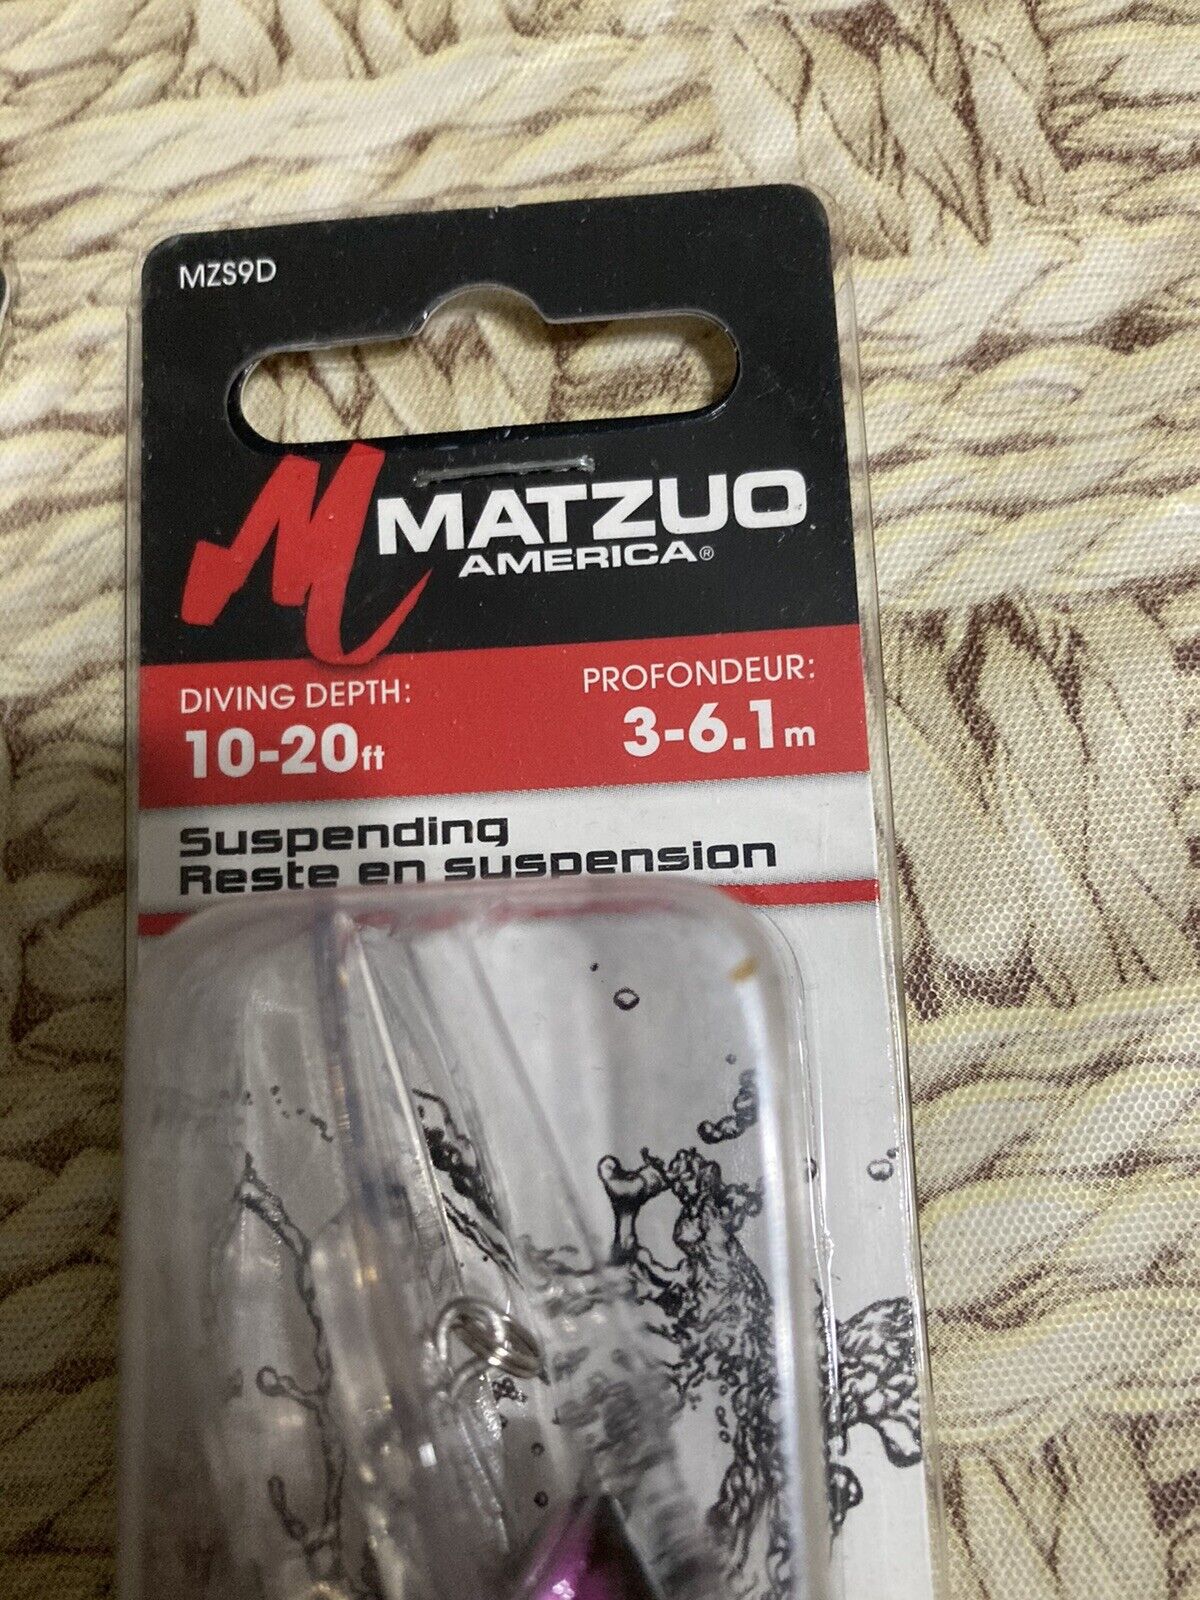 MZS9D
MATZUO
AMERICA®
DIVING DEPTH:
10-20ft
PROFONDEUR:
3-6.1m
Suspending
Reste en suspension